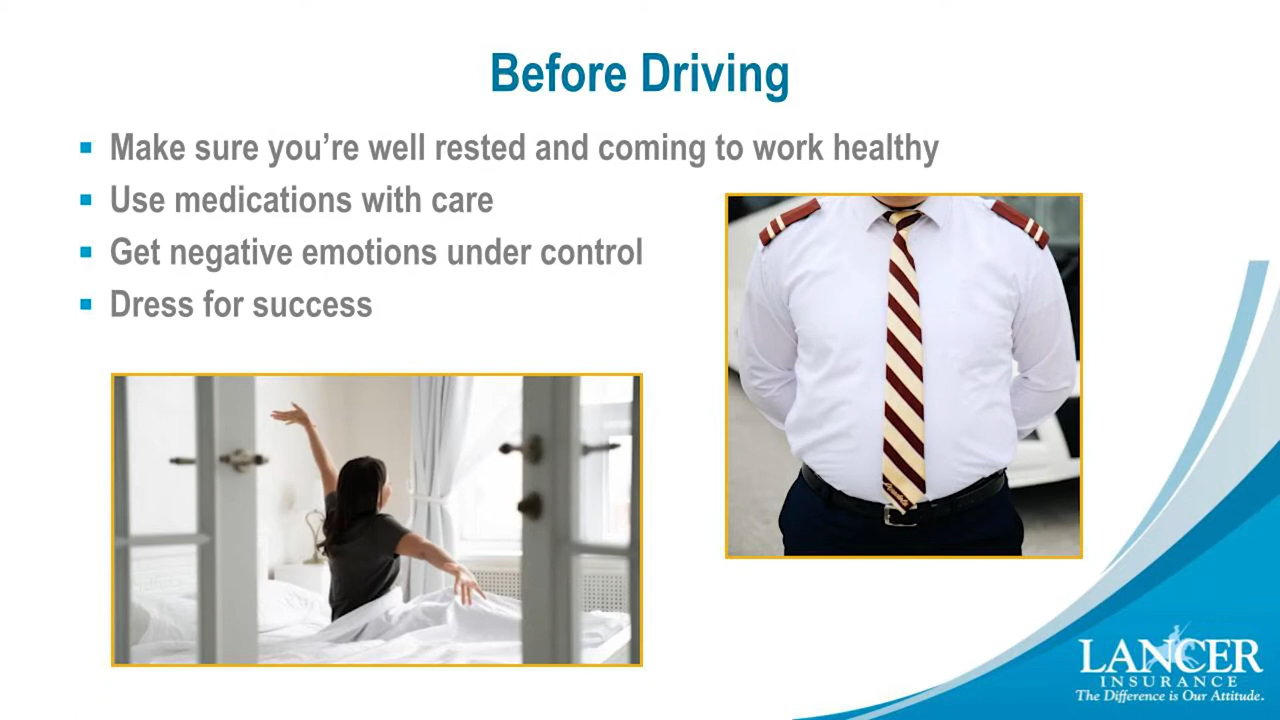 Before Driving
Make sure you’re well rested and coming to work healthy
Use medications with care
Get negative emotions under control
Dress for success
LANCER
INSURANCE
The Difference is Our Attitude.